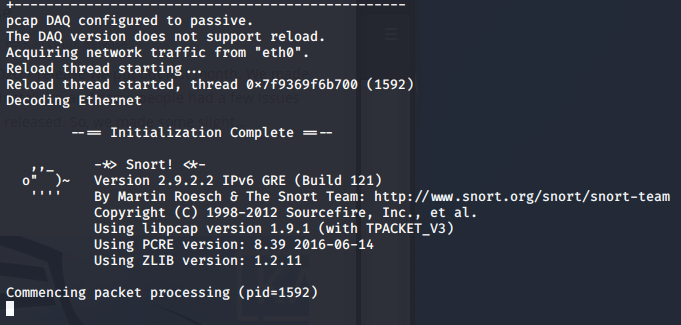 +-------------------------------------------------
pcap DAQ configured to passive.
The DAQ version does not support reload.
Acquiring network traffic from "eth0".
Reload thread starting...
Reload thread started, thread 0x7f9369f6b700 (1592)
Decoding Ethernet
--== Initialization Complete ==--
,,_ -*> Snort! <*-
o" )~ Version 2.9.2.2 IPv6 GRE (Build 121)
'''' By Martin Roesch & The Snort Team: http://www.snort.org/snort/snort-team
Copyright (C) 1998-2012 Sourcefire, Inc., et al.
Using libpcap version 1.9.1 (with TPACKET_V3)
Using PCRE version: 8.39 2016-06-14
Using ZLIB version: 1.2.11
Commencing packet processing (pid=1592)